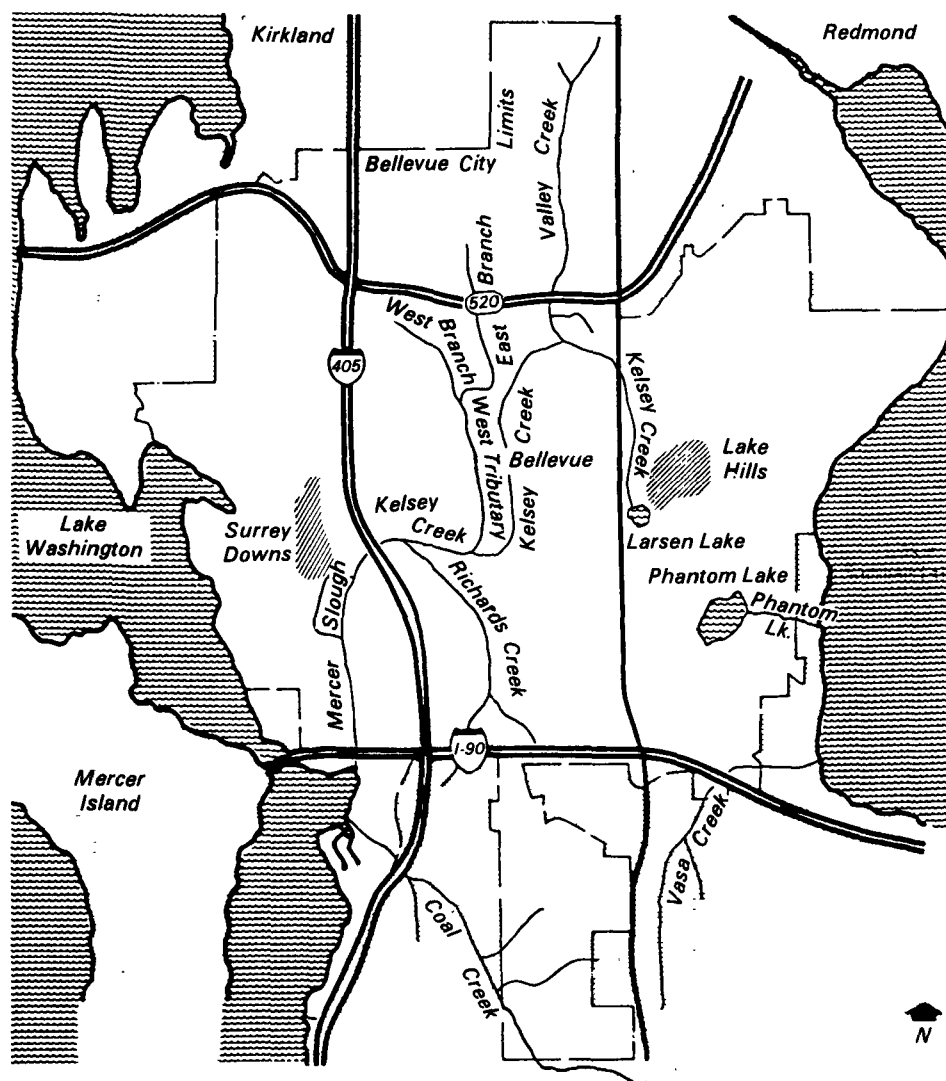 Kirkland
Redmond
Limits
Bellevue City
Valley Creek
Branch
520
West Branch
East
405
Kelsey Creek
West Tributary
Creek
Bellevue
Kelsey
Lake
Hills
Lake
Washington
Surrey
Downs
Kelsey
Creek
Larsen Lake
Phantom Lake
Phantom
Lk.
Slough
Mercer
Richards Creek
I-90
Mercer
Island
Vasa Creek
Coal
Creek
N